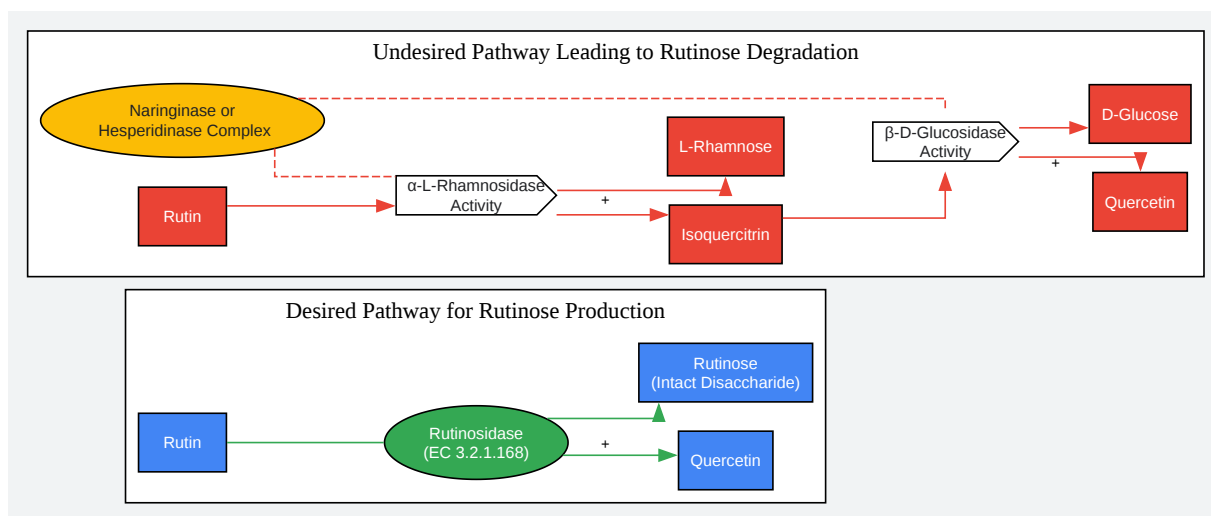 Undesired Pathway Leading to Rutinose Degradation
Naringinase or
Hesperidinase Complex
Rutin
α-L-Rhamnosidase
Activity
+
L-Rhamnose
Isoquercitrin
β-D-Glucosidase
Activity
+
D-Glucose
Quercetin
Desired Pathway for Rutinose Production
Rutin
Rutinosidase
(EC 3.2.1.168)
+
Rutinose
(Intact Disaccharide)
Quercetin